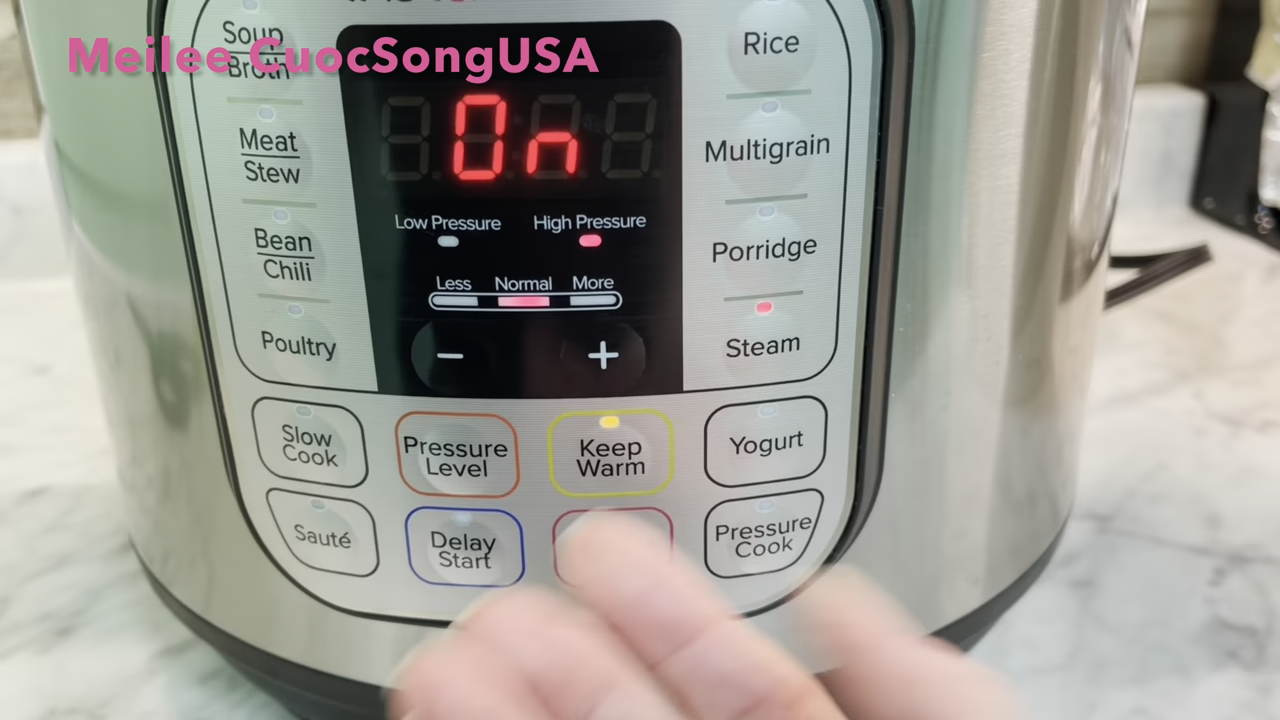 Meilee CuocSongUSA
Soup
Broth
Meat
Stew
Bean
Chili
Poultry
On
Low Pressure High Pressure
Less Normal More
− +
Rice
Multigrain
Porridge
Steam
Slow
Cook
Pressure
Level
Keep
Warm
Yogurt
Sauté
Delay
Start
Pressure
Cook